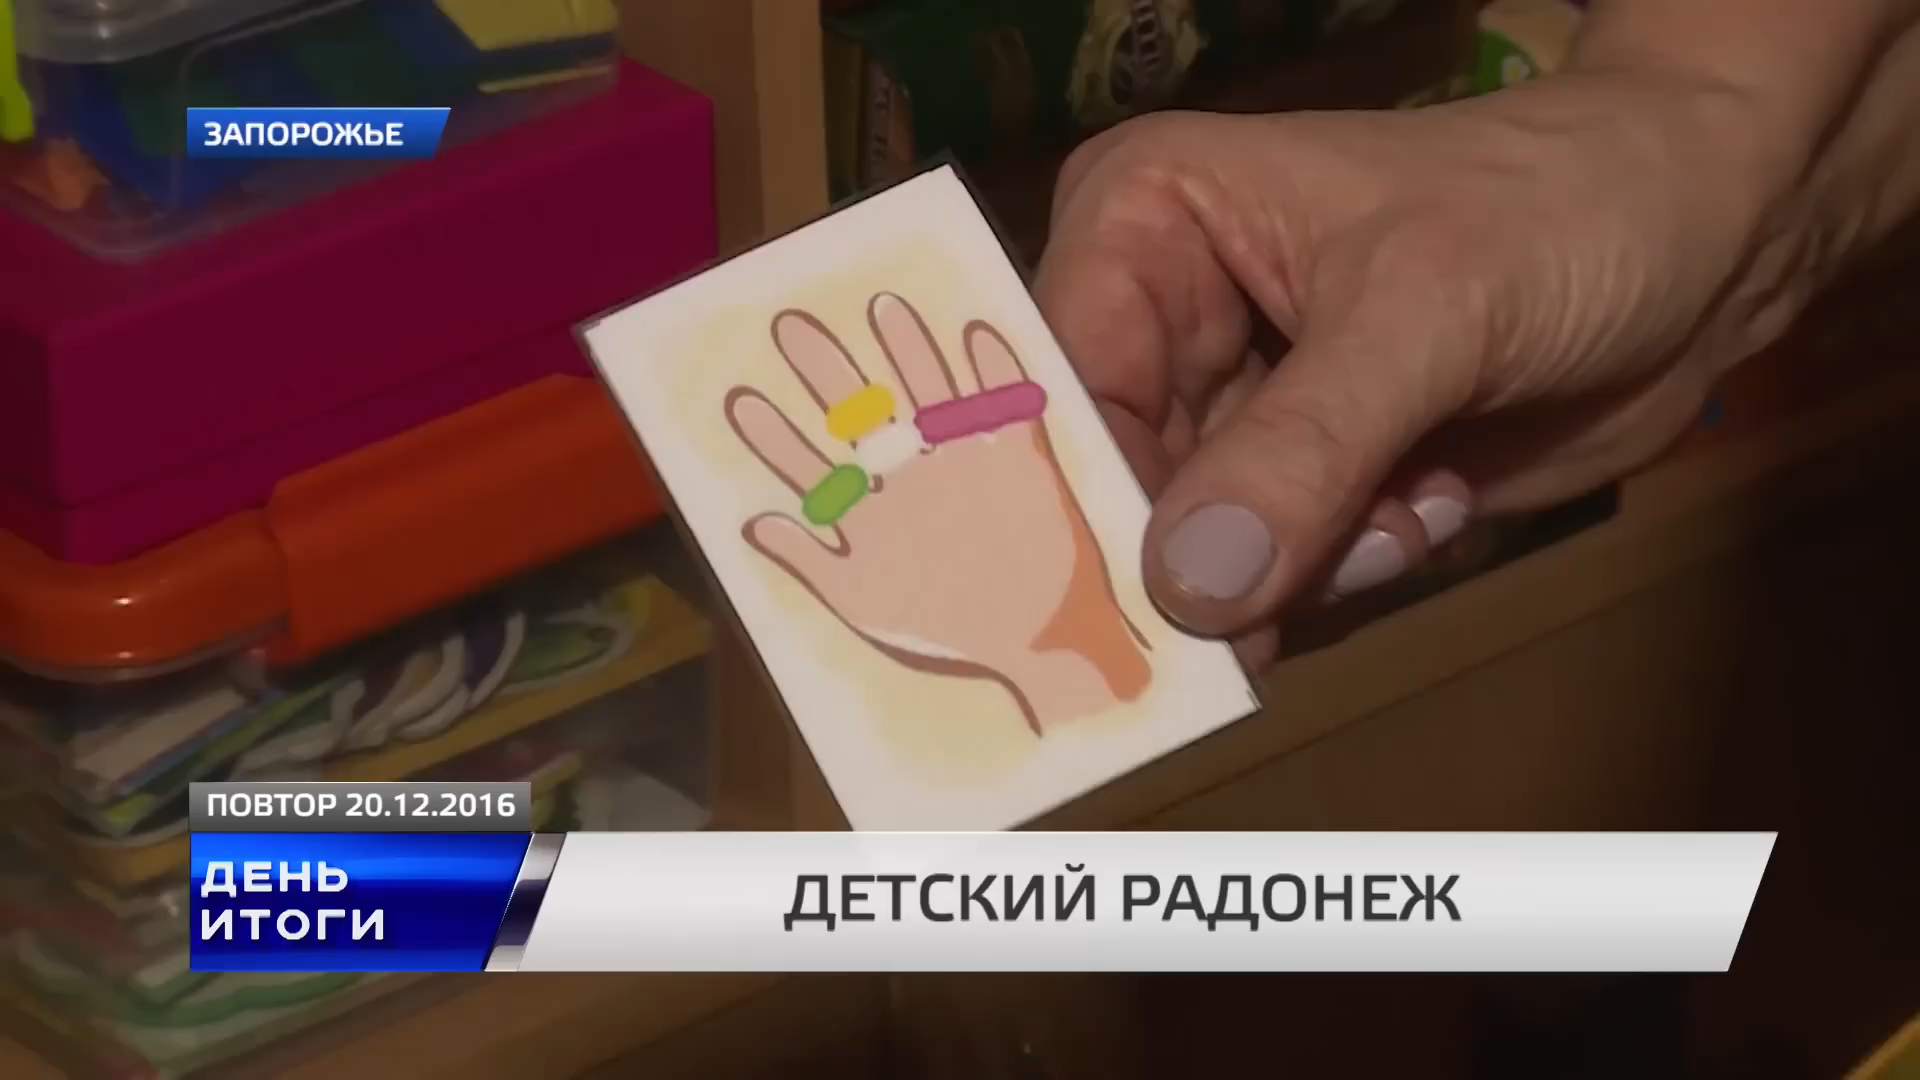 ЗАПОРОЖЬЕ
ПОВТОР 20.12.2016
ДЕНЬ
ИТОГИ
ДЕТСКИЙ РАДОНЕЖ